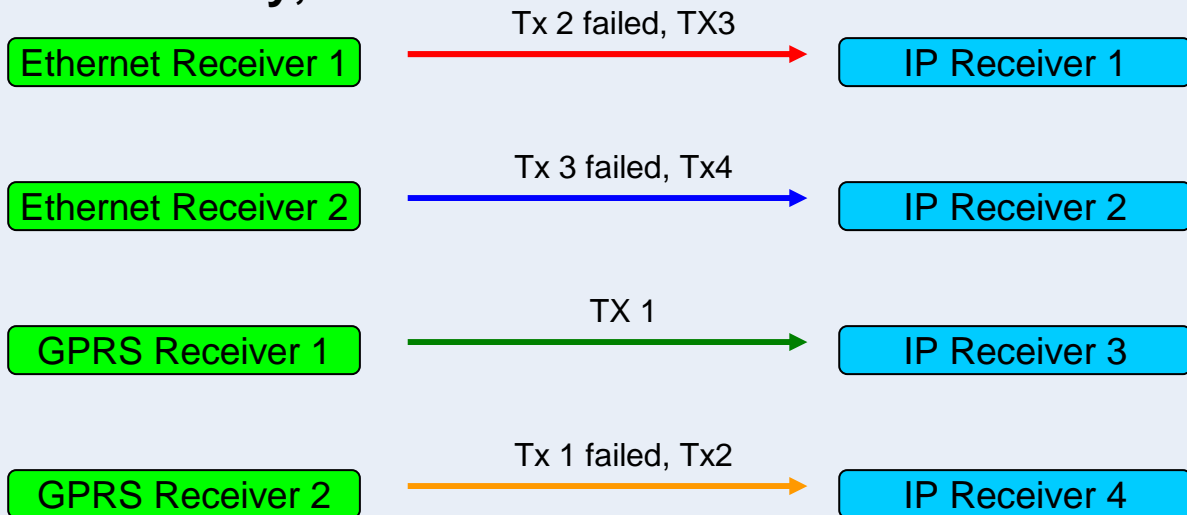 Tx 2 failed, TX3
Ethernet Receiver 1
IP Receiver 1
Tx 3 failed, Tx4
Ethernet Receiver 2
IP Receiver 2
TX 1
GPRS Receiver 1
IP Receiver 3
Tx 1 failed, Tx2
GPRS Receiver 2
IP Receiver 4